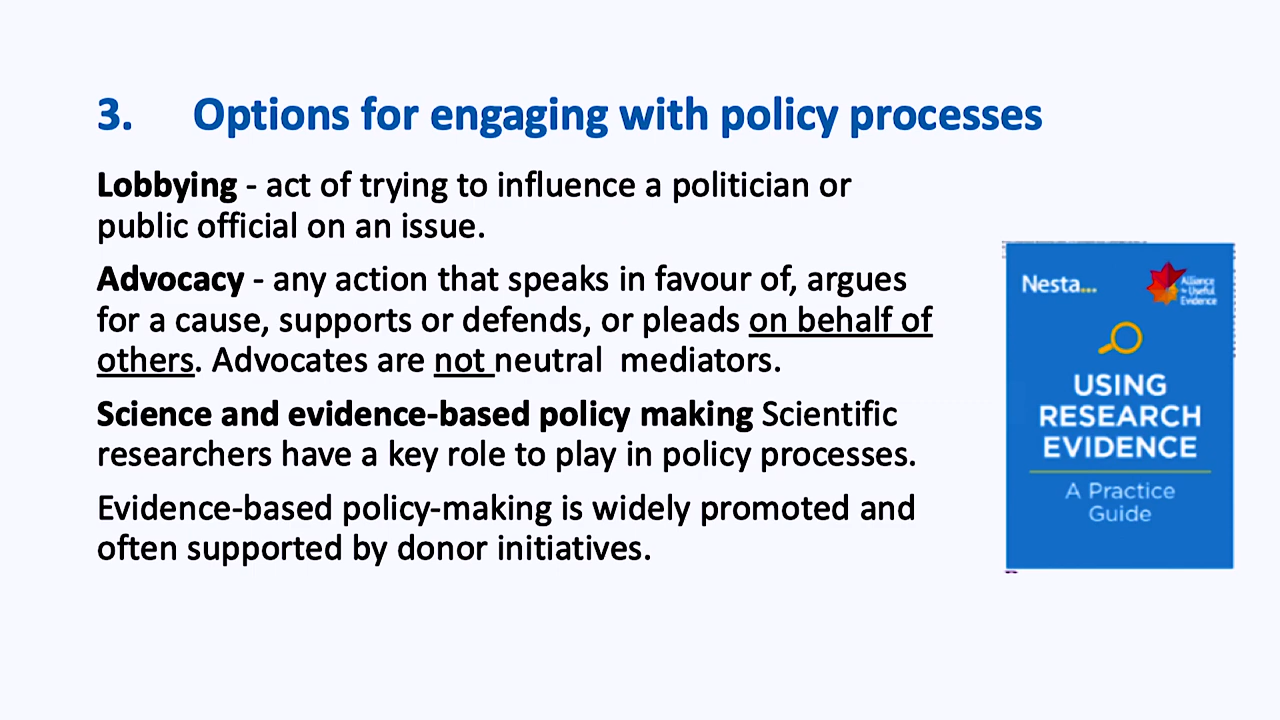 3. Options for engaging with policy processes
Lobbying - act of trying to influence a politician or
public official on an issue.
Advocacy - any action that speaks in favour of, argues
for a cause, supports or defends, or pleads on behalf of
others. Advocates are not neutral  mediators.
Science and evidence-based policy making Scientific
researchers have a key role to play in policy processes.
Evidence-based policy-making is widely promoted and
often supported by donor initiatives.
Nesta...
Alliance
for Useful
Evidence
USING
RESEARCH
EVIDENCE
A Practice
Guide